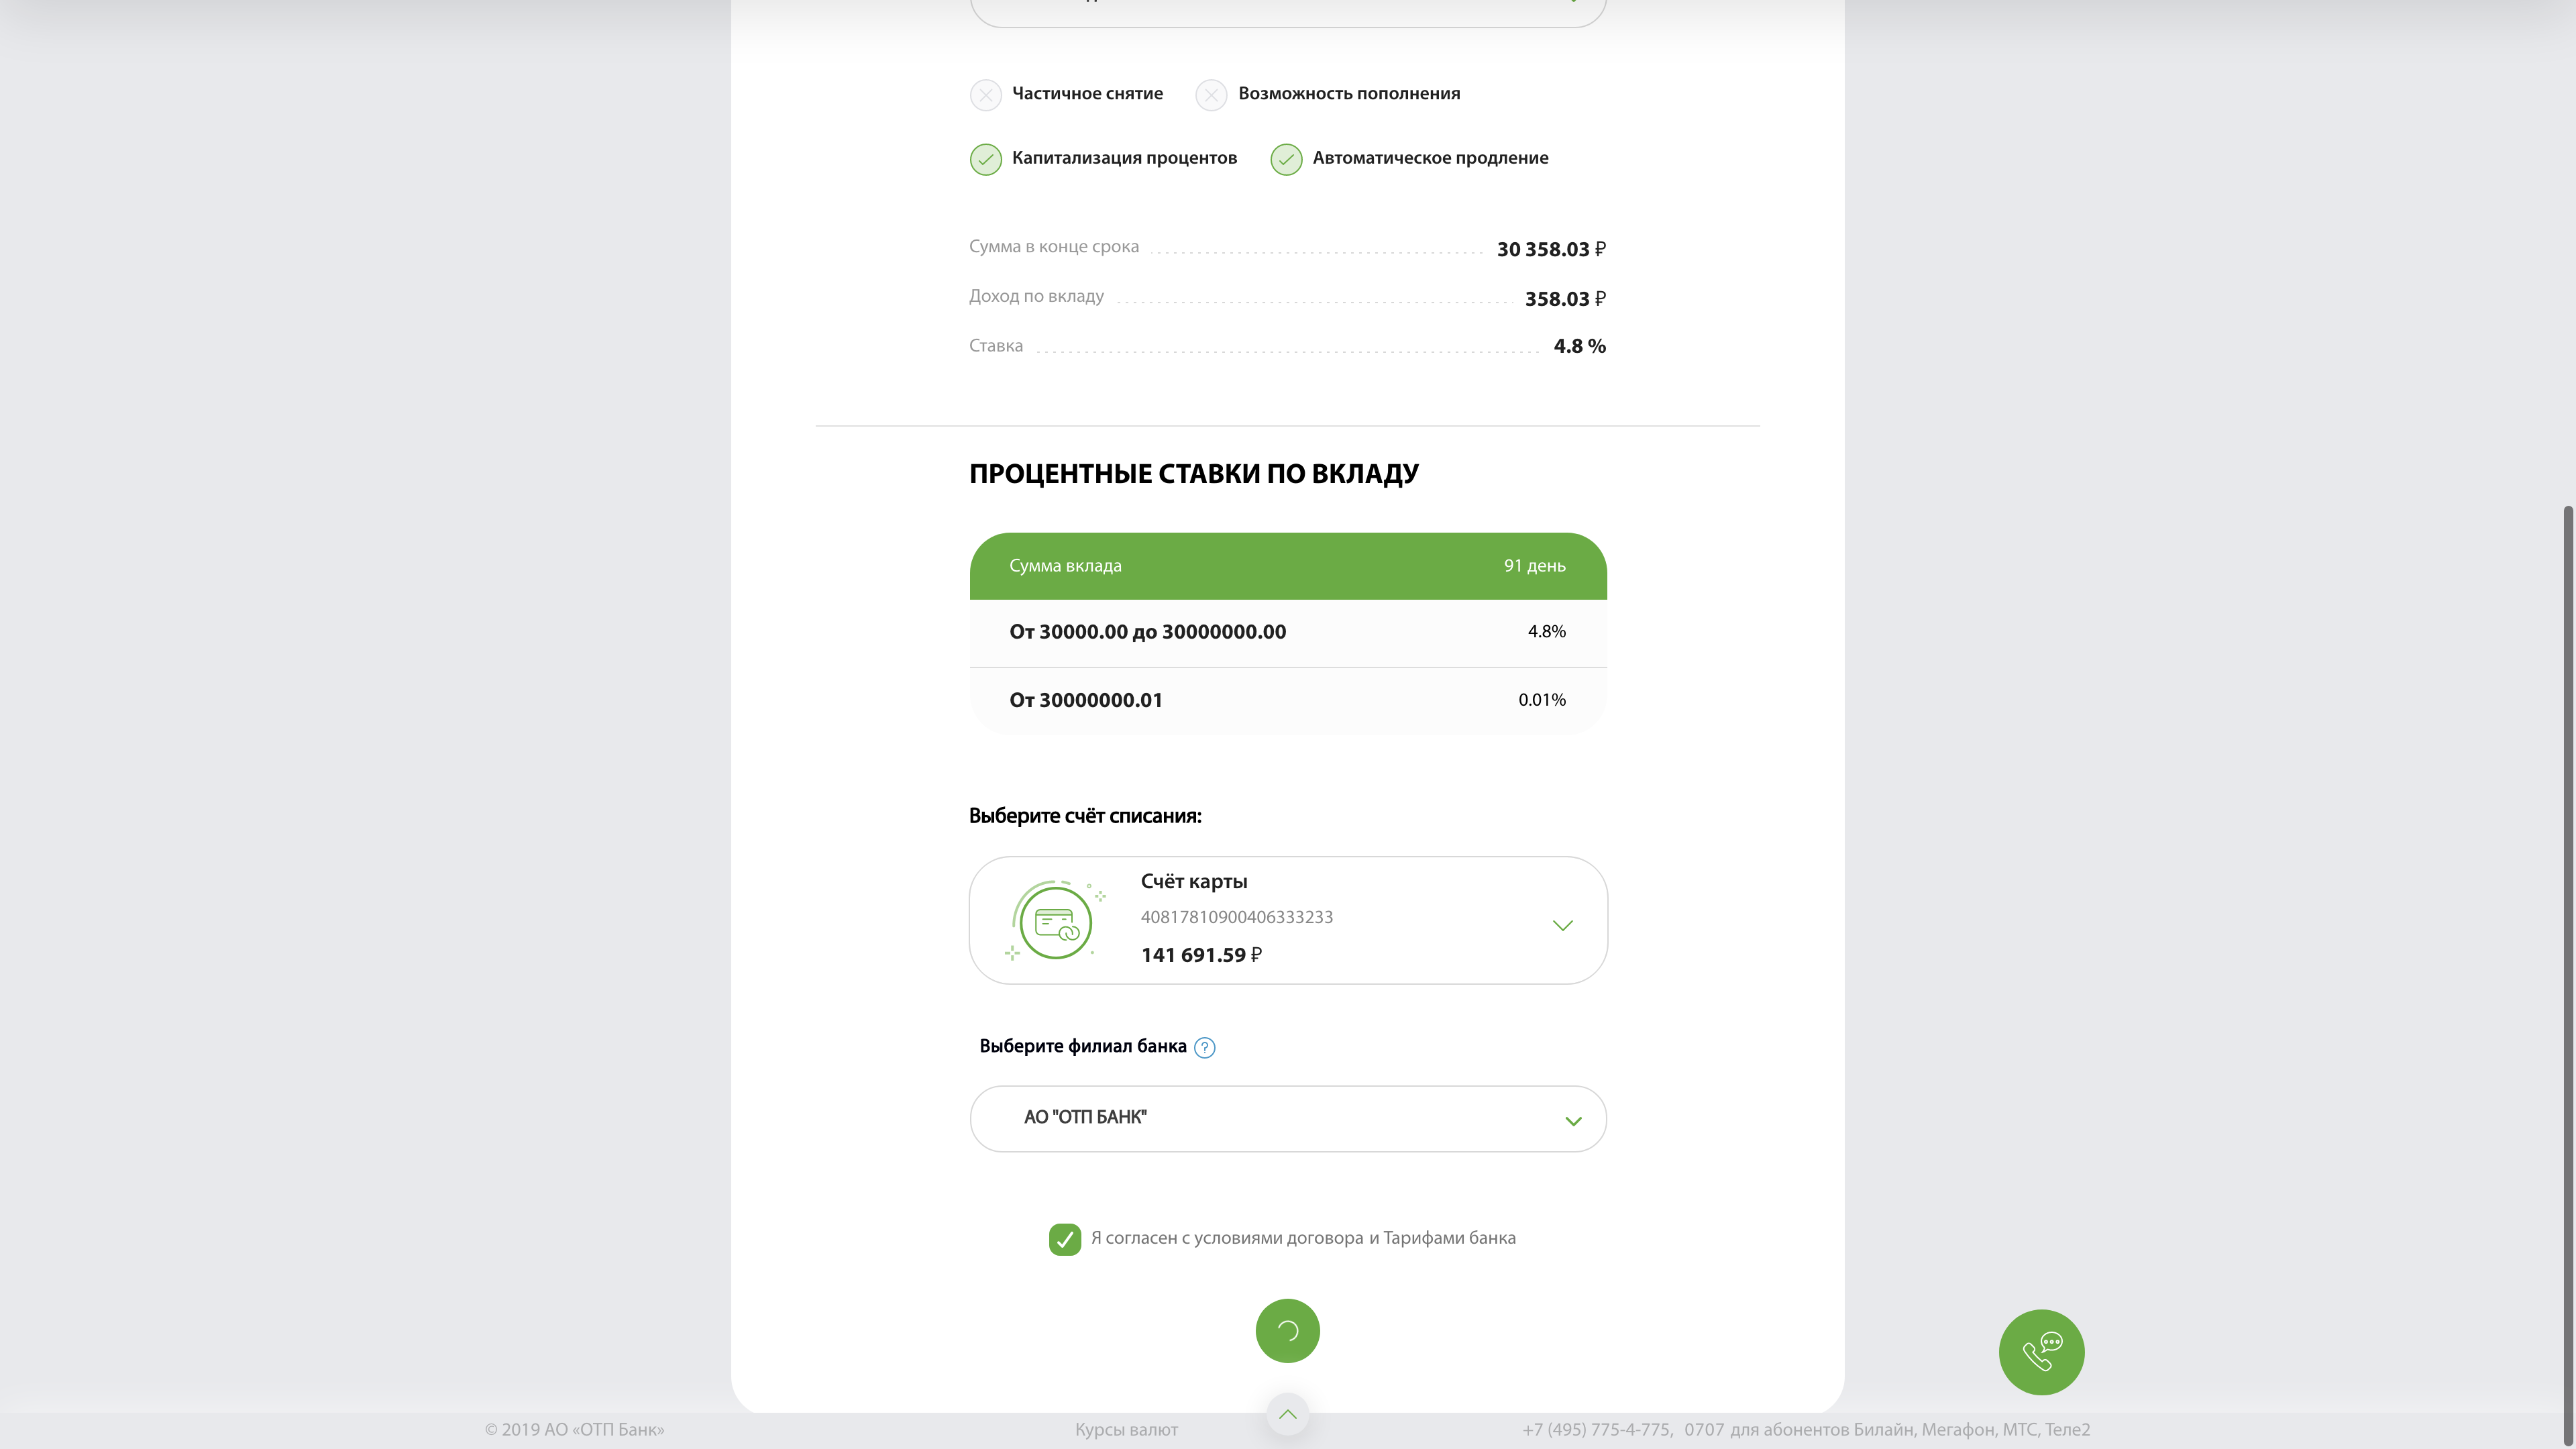 Частичное снятие
Возможность пополнения
Капитализация процентов
Автоматическое продление
Сумма в конце срока 30 358.03 ₽
Доход по вкладу 358.03 ₽
Ставка 4.8 %
ПРОЦЕНТНЫЕ СТАВКИ ПО ВКЛАДУ
Сумма вклада 91 день
От 30000.00 до 30000000.00 4.8%
От 30000000.01 0.01%
Выберите счёт списания:
Счёт карты
40817810900406333233
141 691.59 ₽
Выберите филиал банка ?
АО "ОТП БАНК"
Я согласен с условиями договора и Тарифами банка
© 2019 АО «ОТП Банк» Курсы валют +7 (495) 775-4-775, 0707 для абонентов Билайн, Мегафон, МТС, Теле2